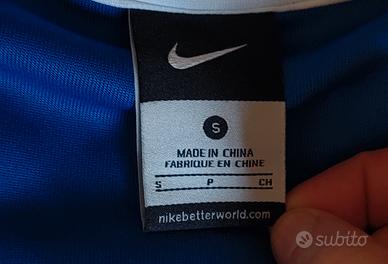 S
MADE IN CHINA
FABRIQUE EN CHINE
S P CH
nikebetterworld.com
subito